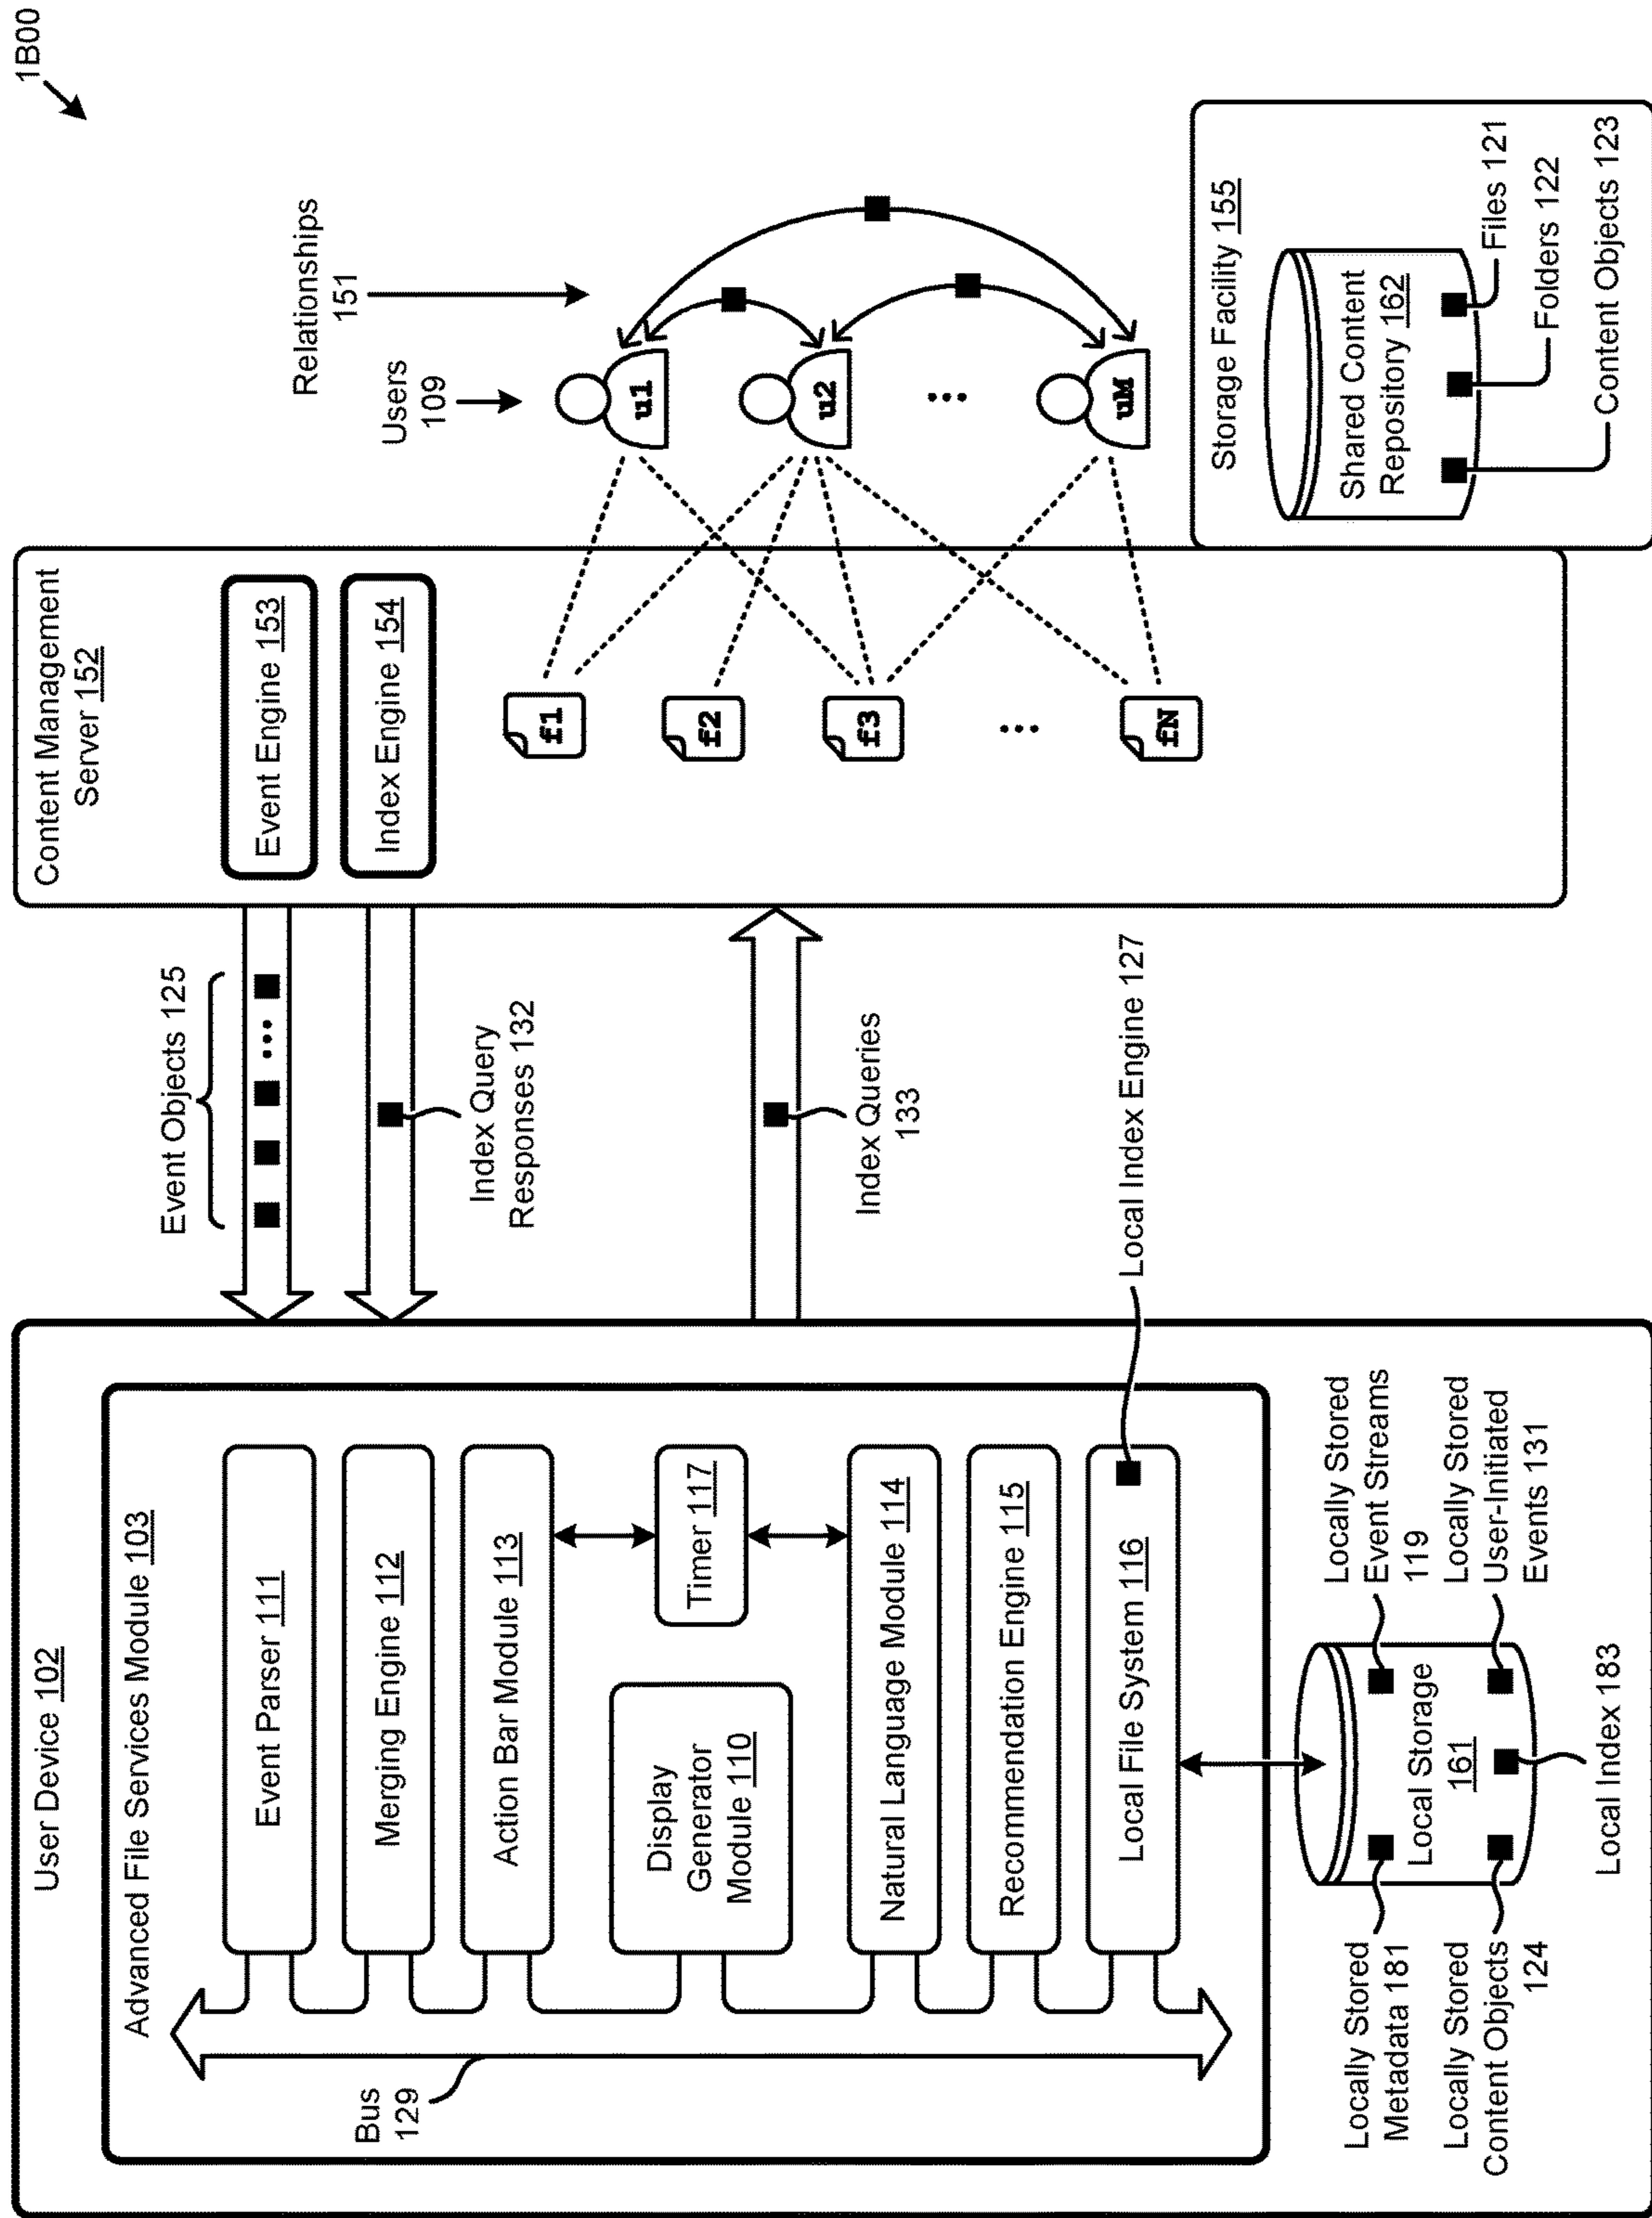 1B00
User Device 102
Advanced File Services Module 103
Bus
129
Event Parser 111
Merging Engine 112
Action Bar Module 113
Display
Generator
Module 110
Timer 117
Natural Language Module 114
Recommendation Engine 115
Local File System 116
Local Storage
161
Locally Stored
Metadata 181
Locally Stored
Content Objects
124
Locally Stored
Event Streams
119
Locally Stored
User-Initiated
Events 131
Local Index 183
Event Objects 125
...
Index Query
Responses 132
Index Queries
133
Local Index Engine 127
Content Management
Server 152
Event Engine 153
Index Engine 154
f1
f2
f3
...
fN
Relationships
151
Users
109
u1
u2
...
uM
Storage Facility 155
Shared Content
Repository 162
Files 121
Folders 122
Content Objects 123